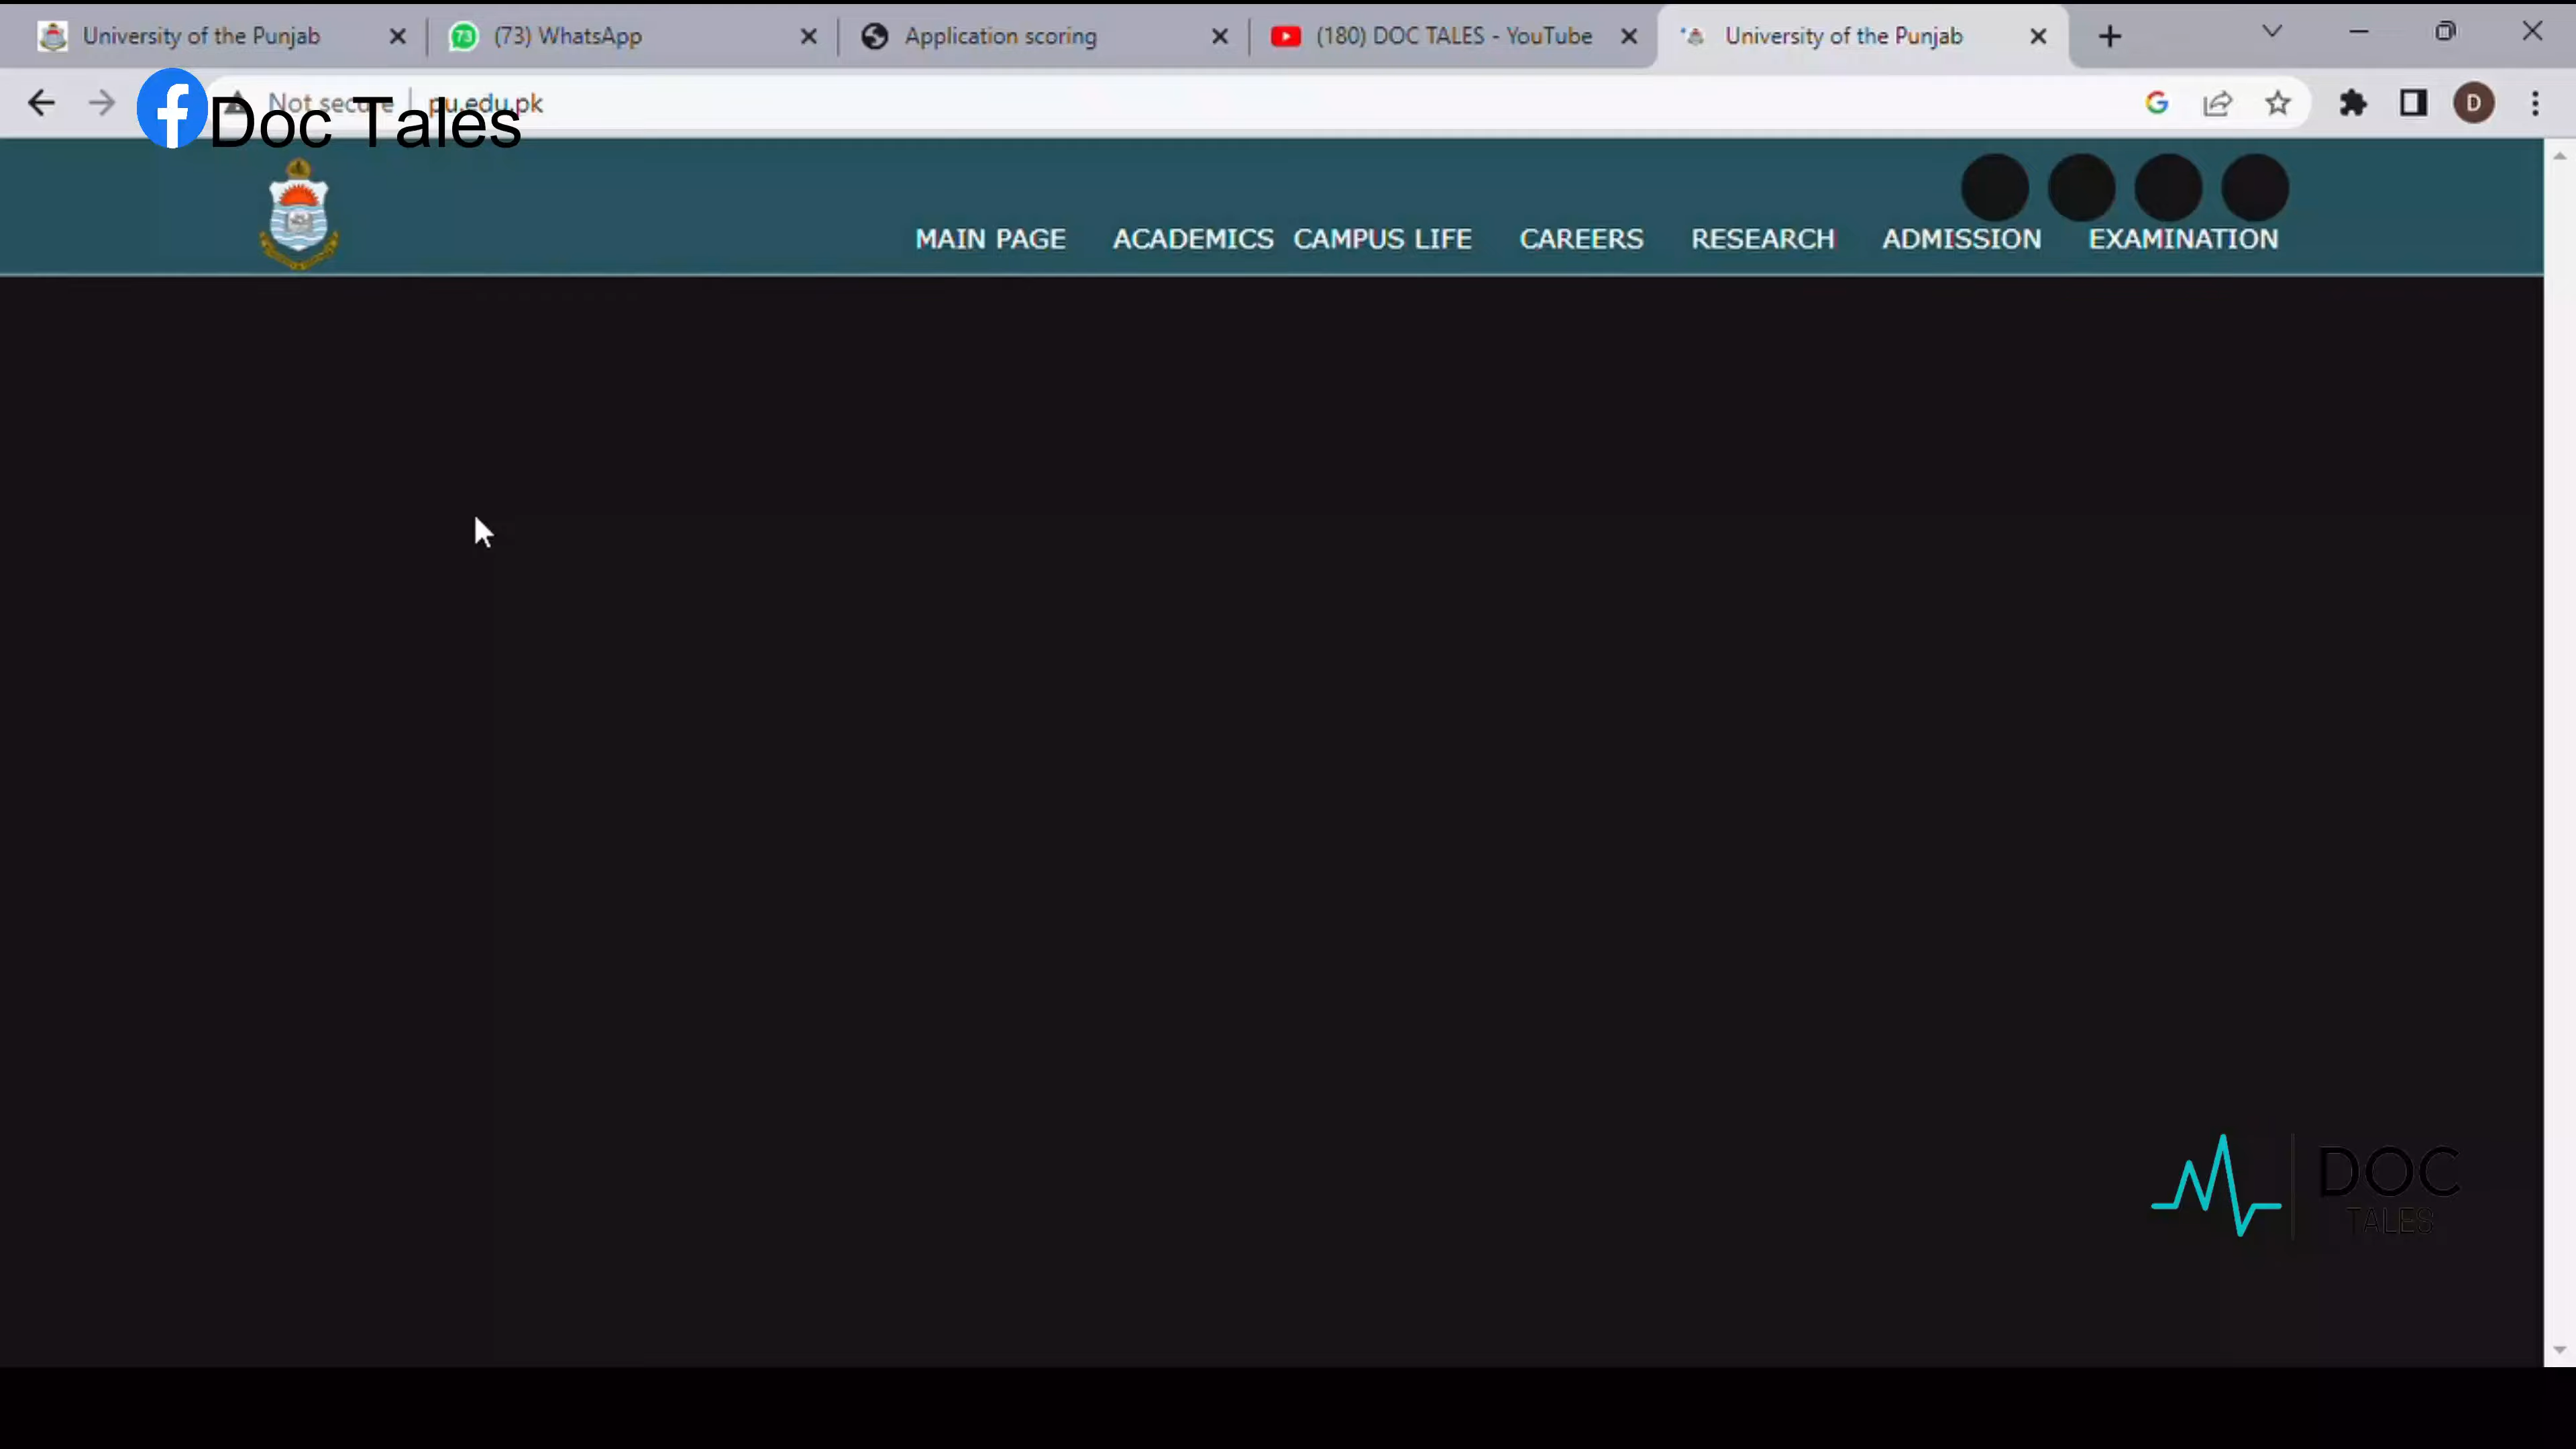 University of the Punjab
73
(73) WhatsApp
Application scoring
(180) DOC TALES - YouTube
University of the Punjab
Not secure
pu.edu.pk
D
Doc Tales
MAIN PAGE
ACADEMICS
CAMPUS LIFE
CAREERS
RESEARCH
ADMISSION
EXAMINATION
DOC
TALES